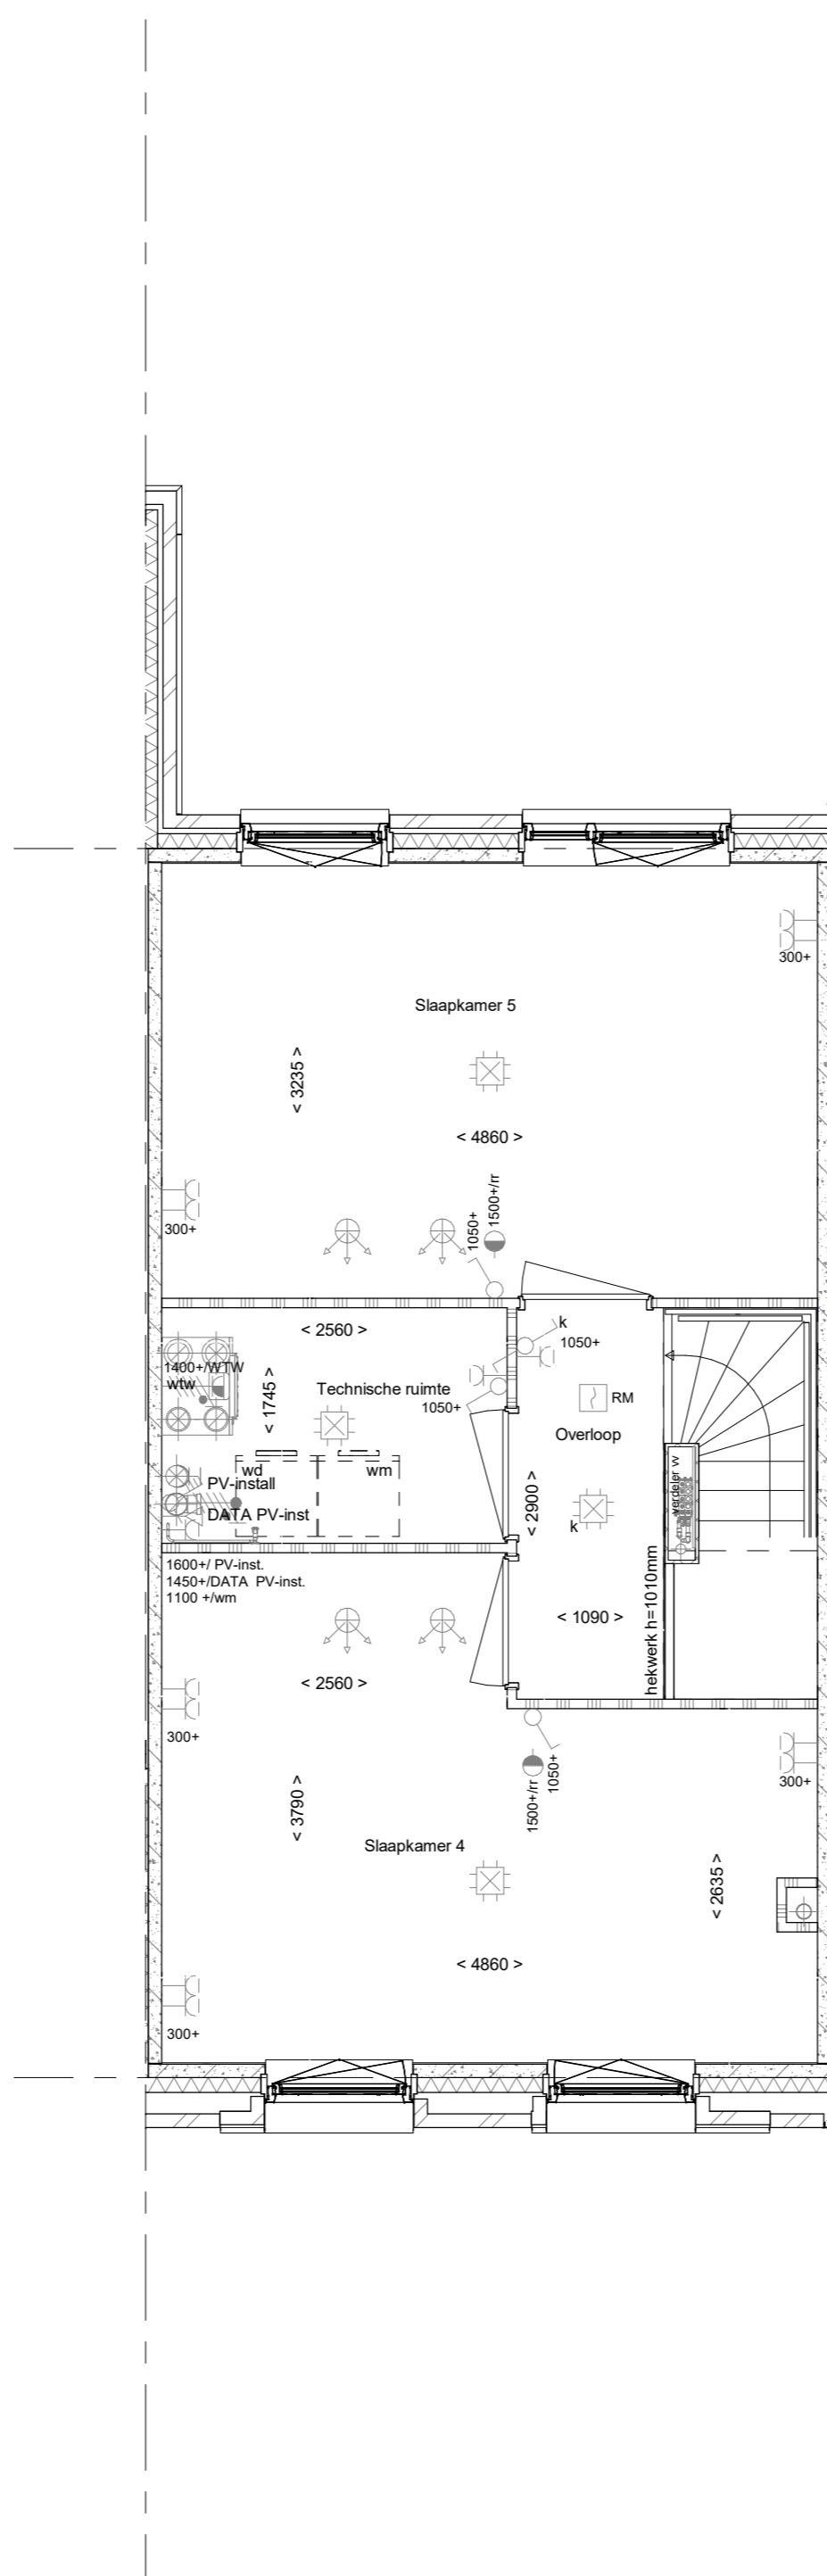 300+
Slaapkamer 5
< 3235 >
< 4860 >
1500+/rr
1050+
300+
< 2560 >
k
1050+
1400+/WTW
wtw
< 1745 >
Technische ruimte
1050+
RM
Overloop
wd
wm
PV-install
DATA PV-inst
verdeler vv
< 2900 >
k
1600+/ PV-inst.
1450+/DATA PV-inst.
1100 +/wm
< 1090 >
hekwerk h=1010mm
< 2560 >
300+
1050+
1500+/rr
300+
< 3790 >
Slaapkamer 4
< 2635 >
< 4860 >
300+